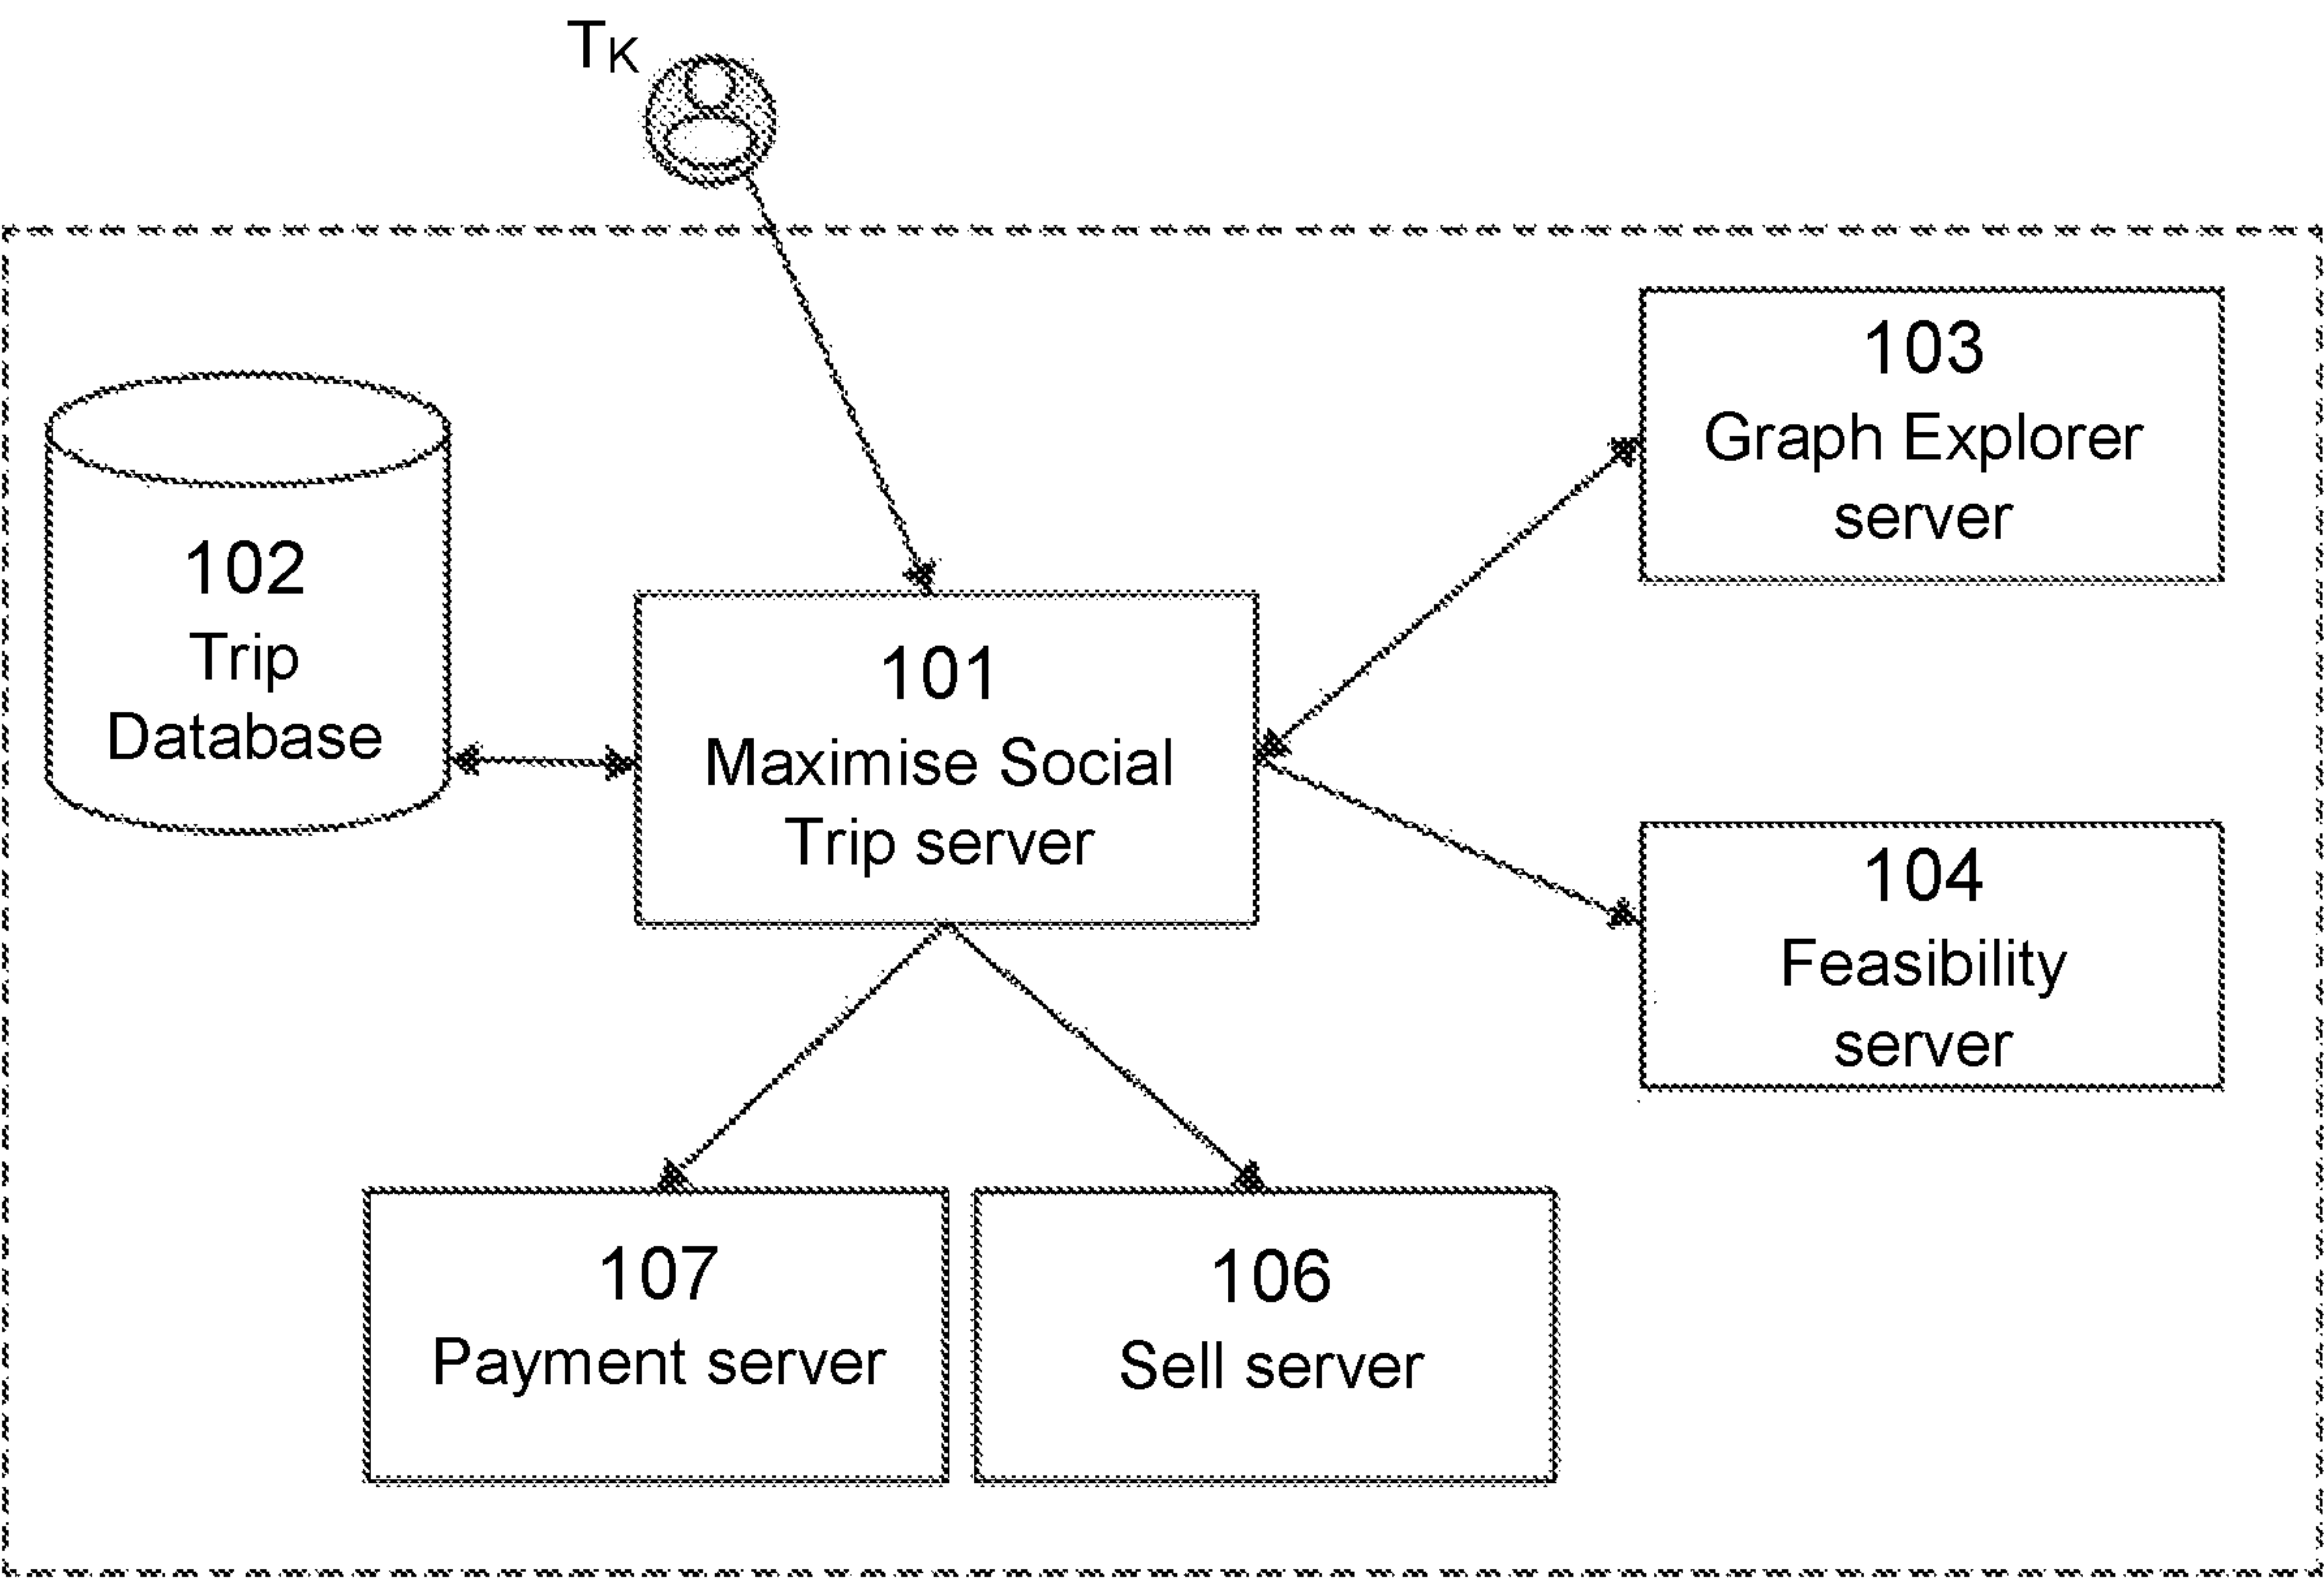 TK
103
Graph Explorer
server
102
Trip
Database
101
Maximise Social
Trip server
104
Feasibility
server
107
Payment server
106
Sell server